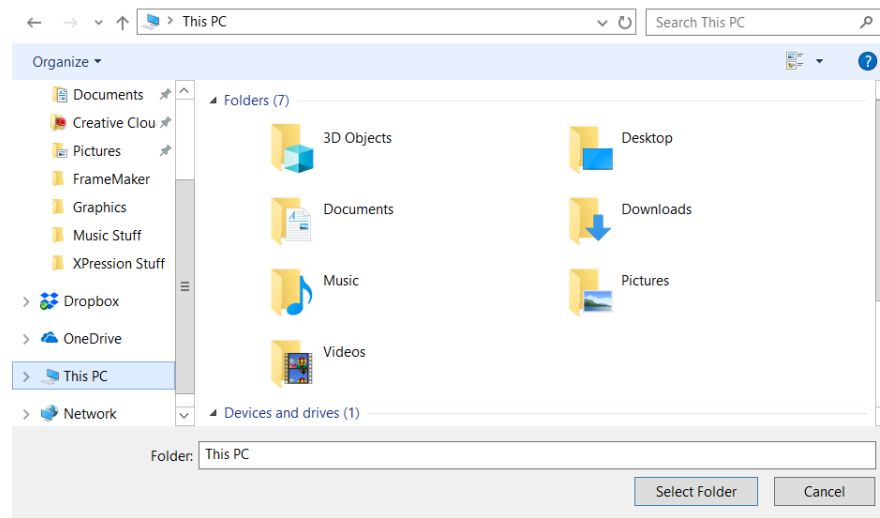 This PC
Search This PC
Organize
?
Documents
Creative Clou
Pictures
FrameMaker
Graphics
Music Stuff
XPression Stuff
Dropbox
OneDrive
This PC
Network
Folders (7)
3D Objects
Desktop
Documents
Downloads
Music
Pictures
Videos
Devices and drives (1)
Folder: This PC
Select Folder
Cancel